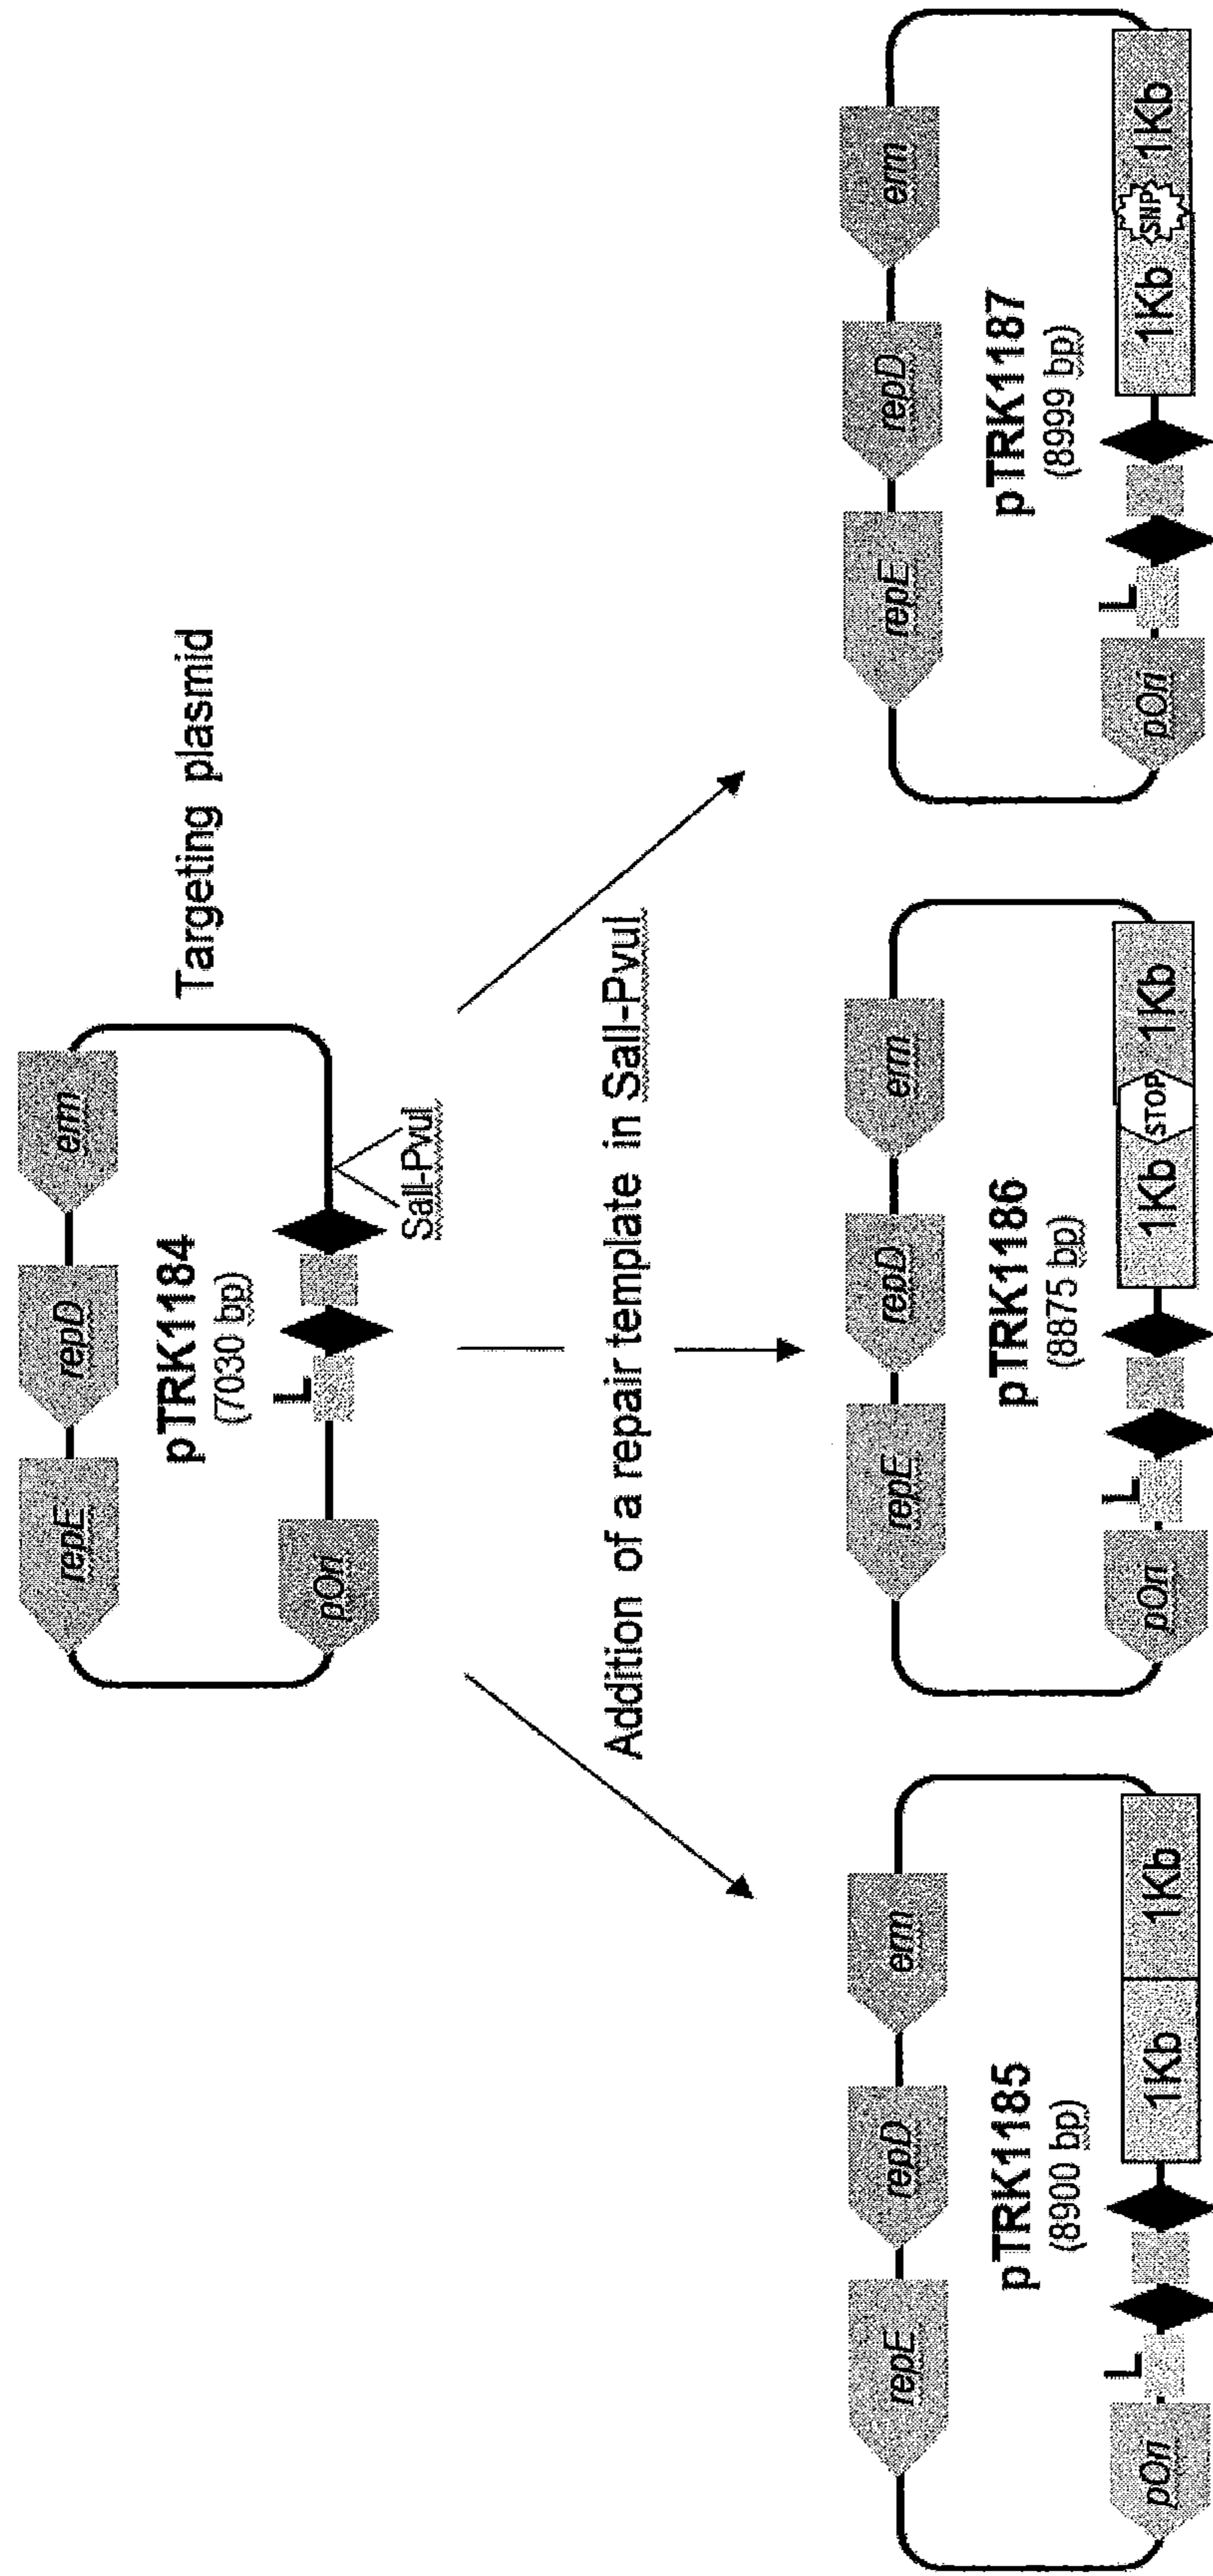 Targeting plasmid
repE repD erm
pTRK1184
(7030 bp)
L
pOri
SalI-PvuI
Addition of a repair template in SalI-PvuI
repE repD erm
pTRK1185
(8900 bp)
L
pOri 1Kb 1Kb
repE repD erm
pTRK1186
(8875 bp)
L
pOri 1Kb STOP 1Kb
repE repD erm
pTRK1187
(8999 bp)
L
pOri 1Kb SNP 1Kb